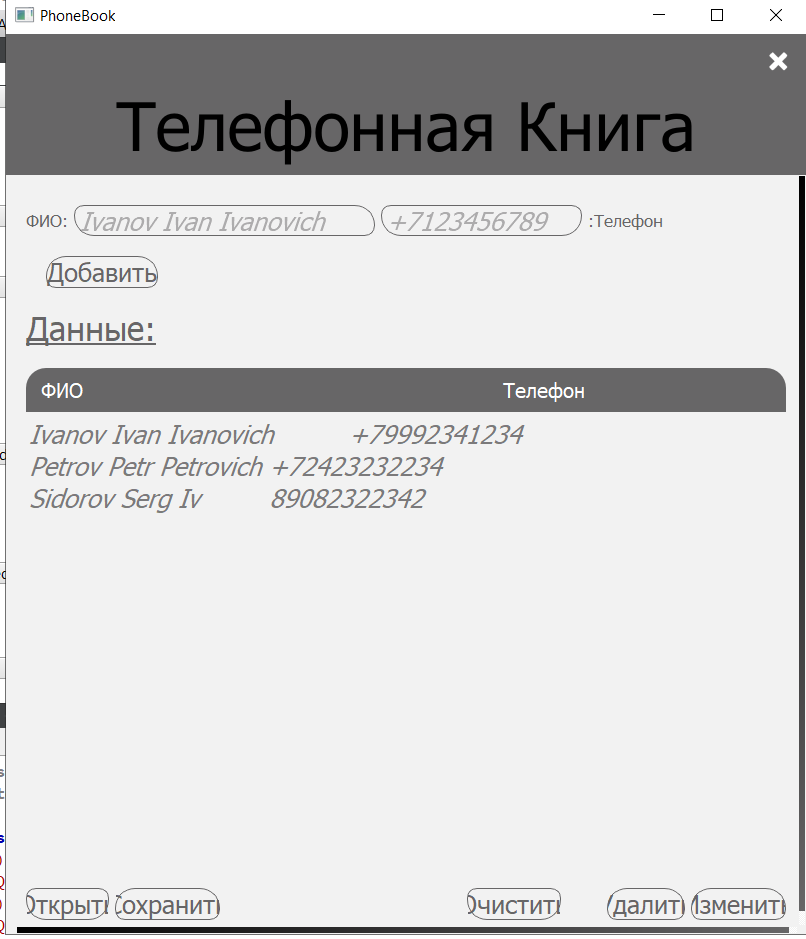 PhoneBook
Телефонная Книга
ФИО: Ivanov Ivan Ivanovich +7123456789 :Телефон
Добавить
Данные:
ФИО Телефон
Ivanov Ivan Ivanovich +79992341234
Petrov Petr Petrovich +72423232234
Sidorov Serg Iv 89082322342
Открыть Сохранить Очистить Удалить Изменить